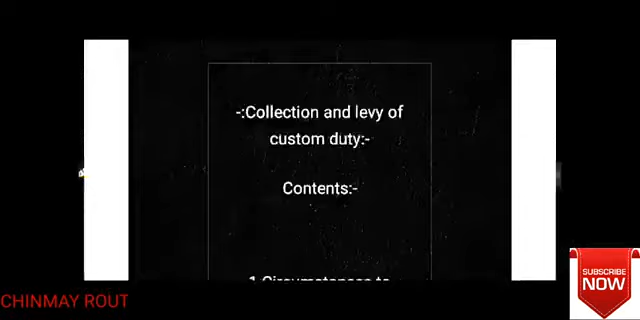 -:Collection and levy of
custom duty:-
Contents:-
CHINMAY ROUT
SUBSCRIBE
NOW